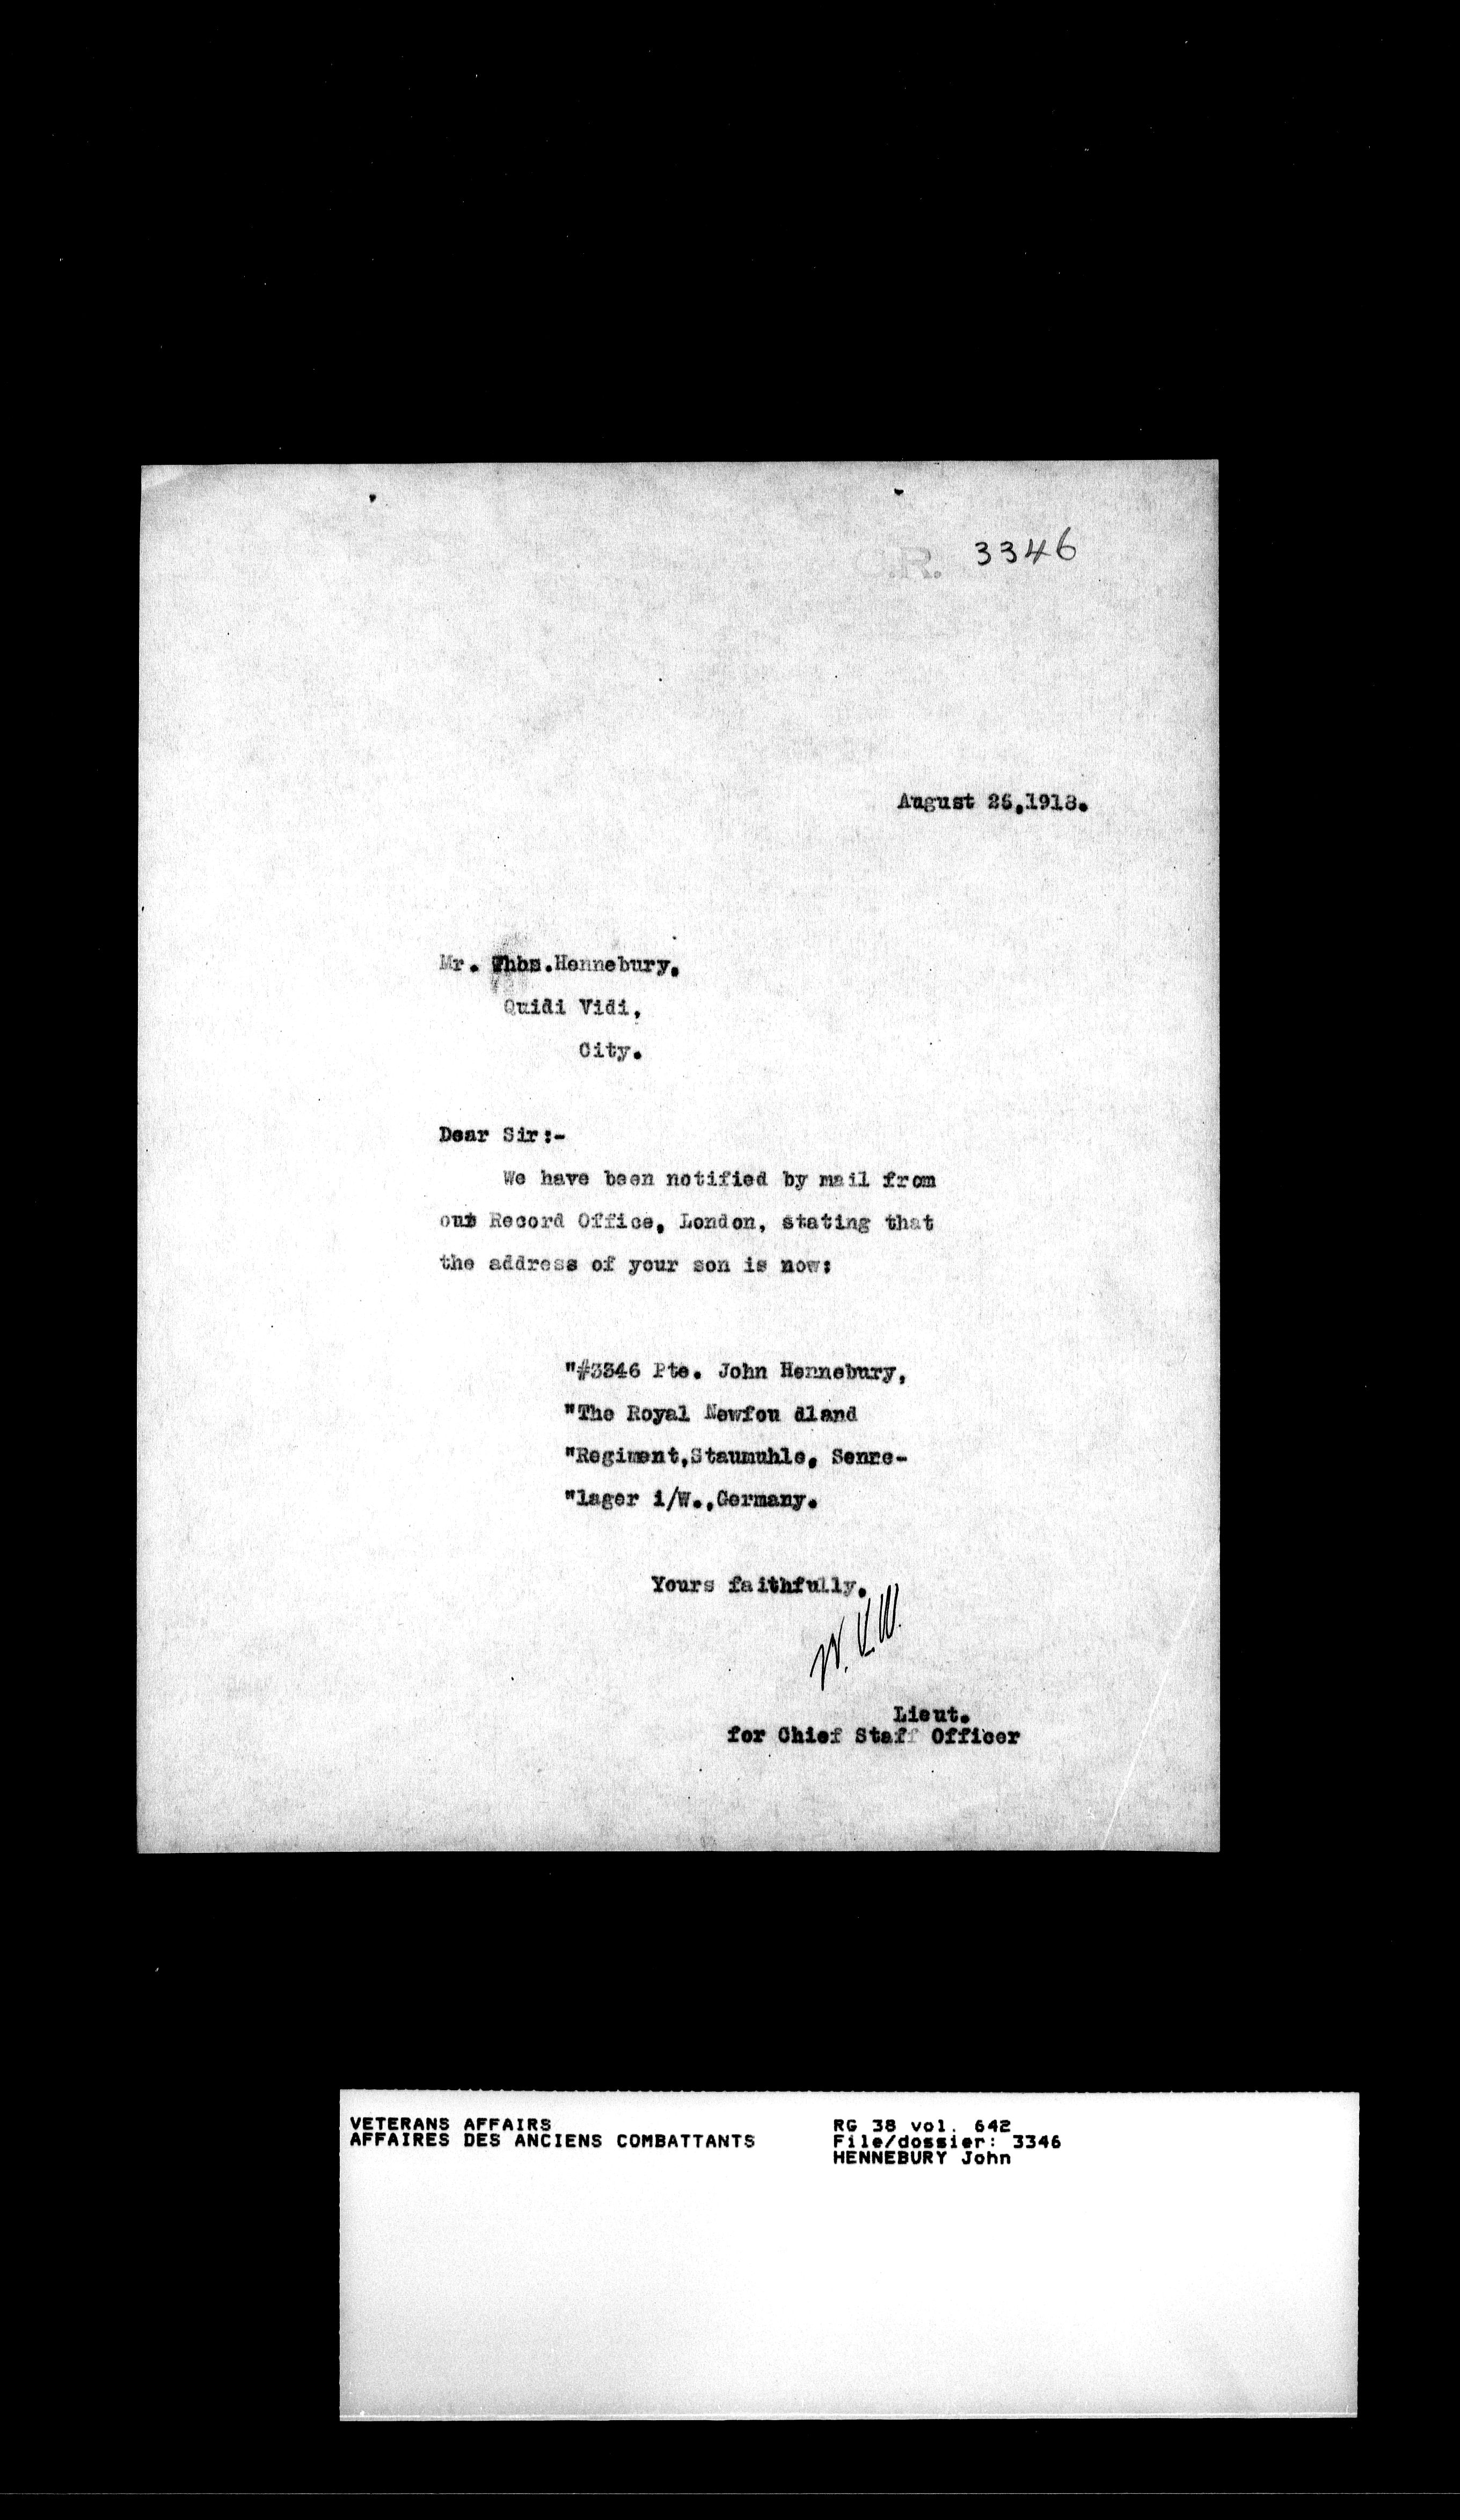 C.R. 3346
August 26,1918.
Mr. Thos.Hennebury,
Quidi Vidi,
City.
Dear Sir:-
We have been notified by mail from
our Record Office, London, stating that
the address of your son is now:
"#3346 Pte. John Hennebury,
"The Royal Newfou dland
"Regiment,Staumuhle, Senne-
"lager i/W.,Germany.
Yours faithfully,
Lieut.
for Chief Staff Officer
VETERANS AFFAIRS
AFFAIRES DES ANCIENS COMBATTANTS
RG 38 vol. 642
File/dossier: 3346
HENNEBURY John